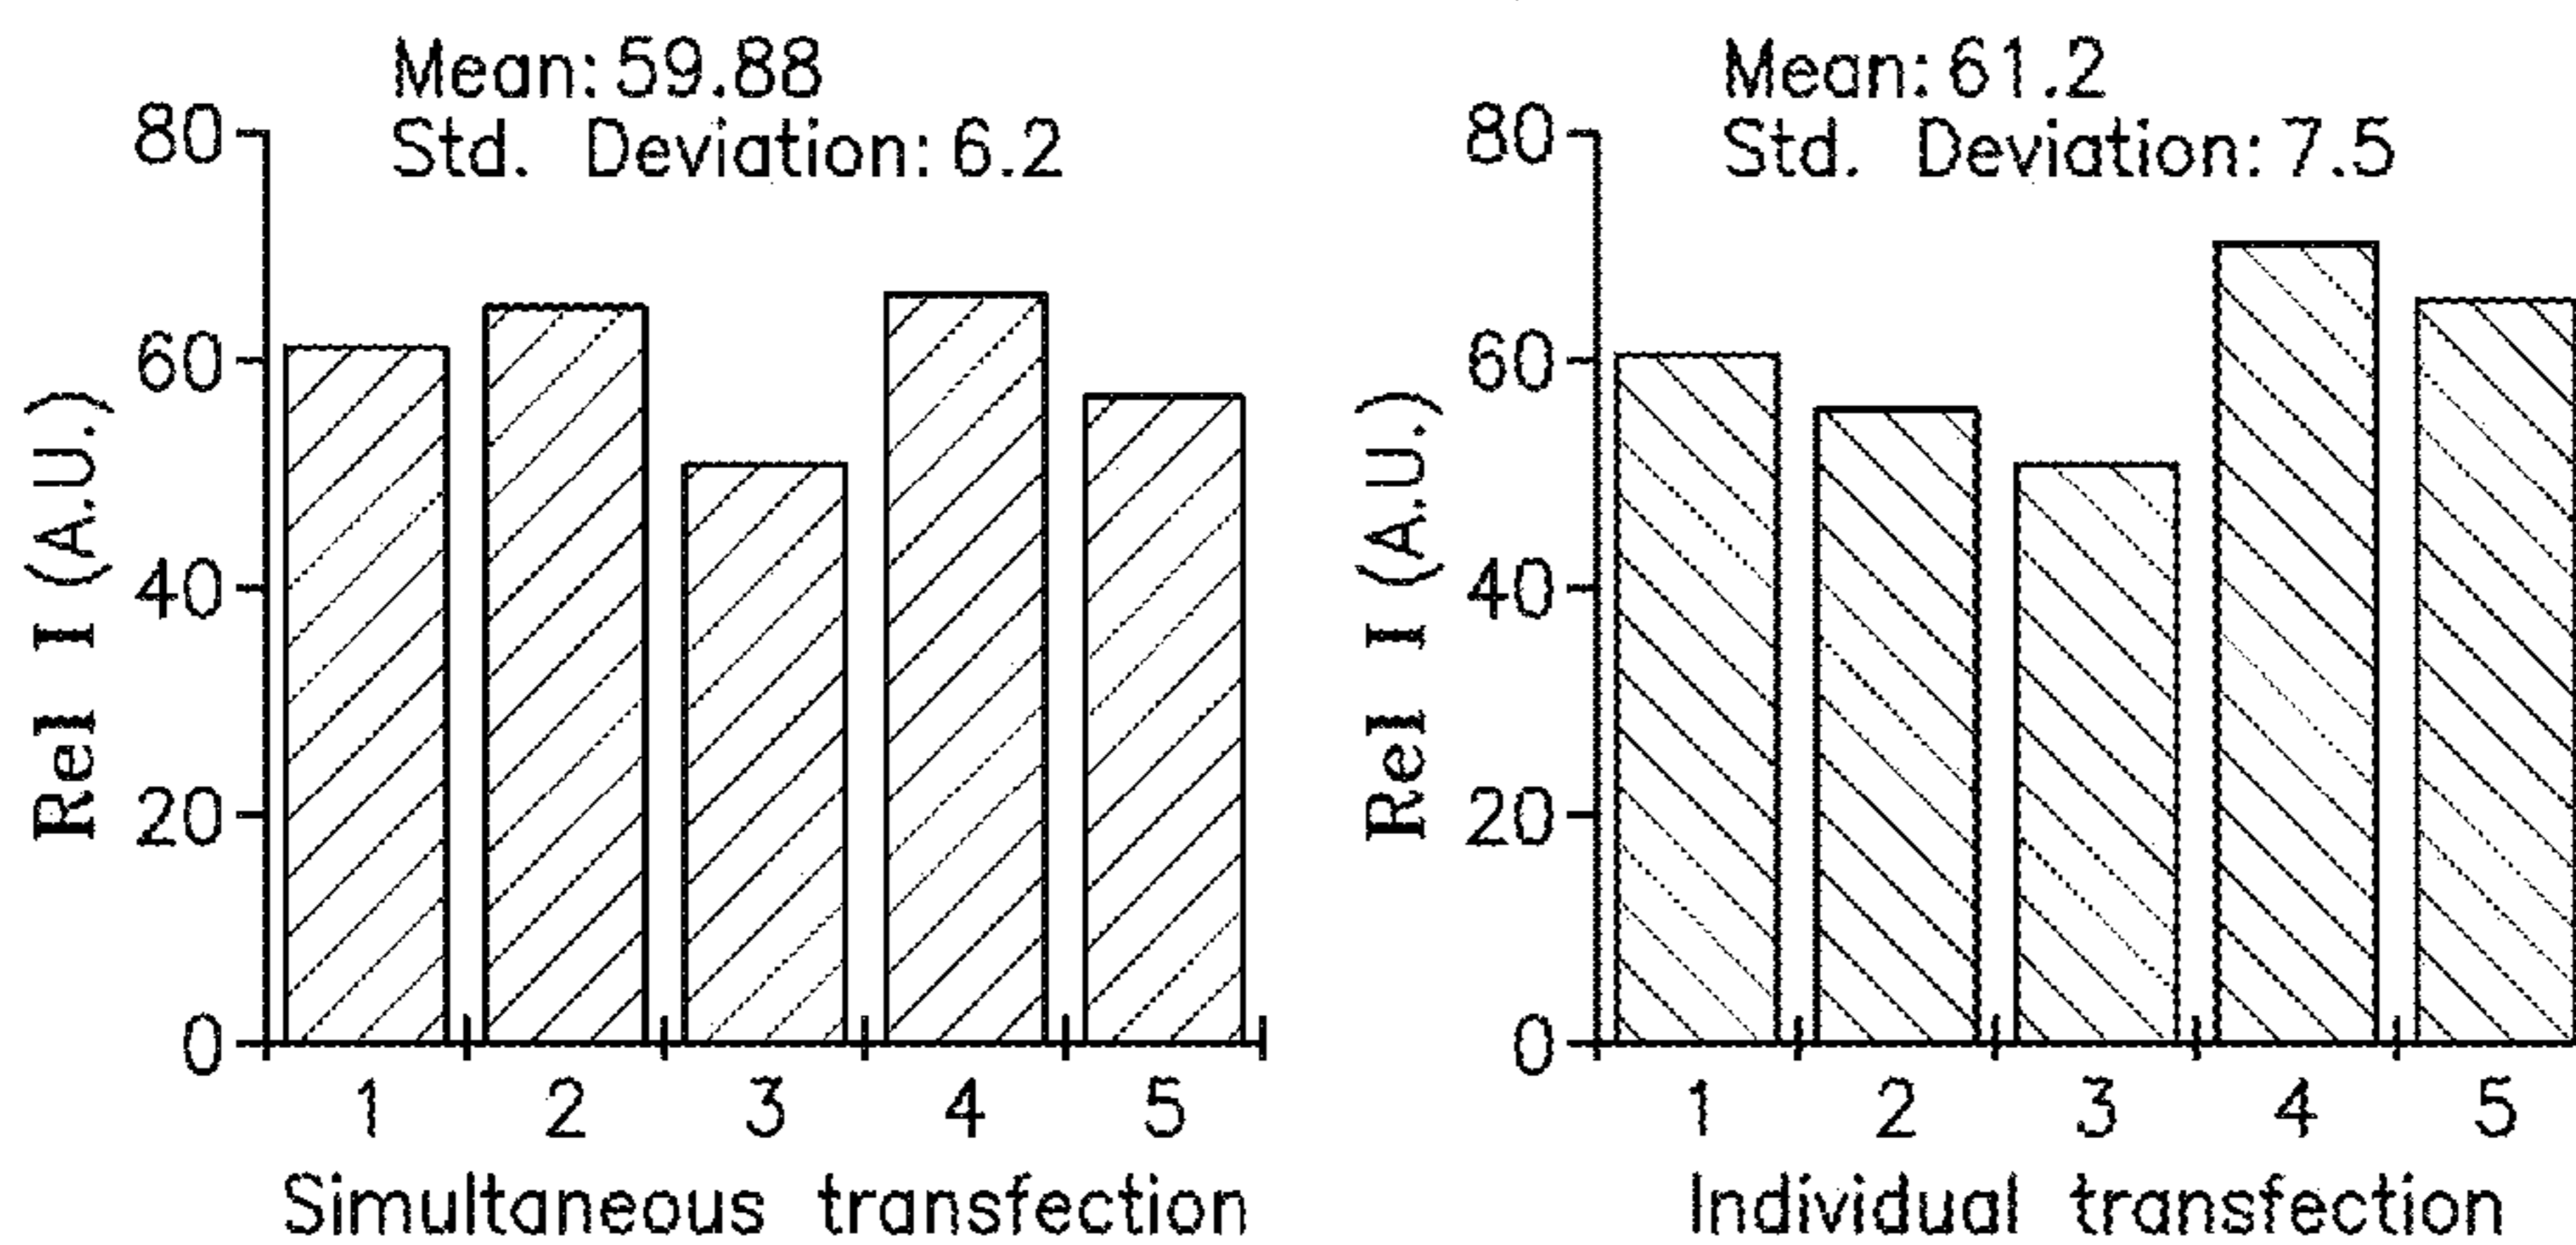 Mean: 59.88
Std. Deviation: 6.2
80
60
40
20
0
Rel I (A.U.)
1 2 3 4 5
Simultaneous transfection
Mean: 61.2
Std. Deviation: 7.5
80
60
40
20
0
Rel I (A.U.)
1 2 3 4 5
Individual transfection